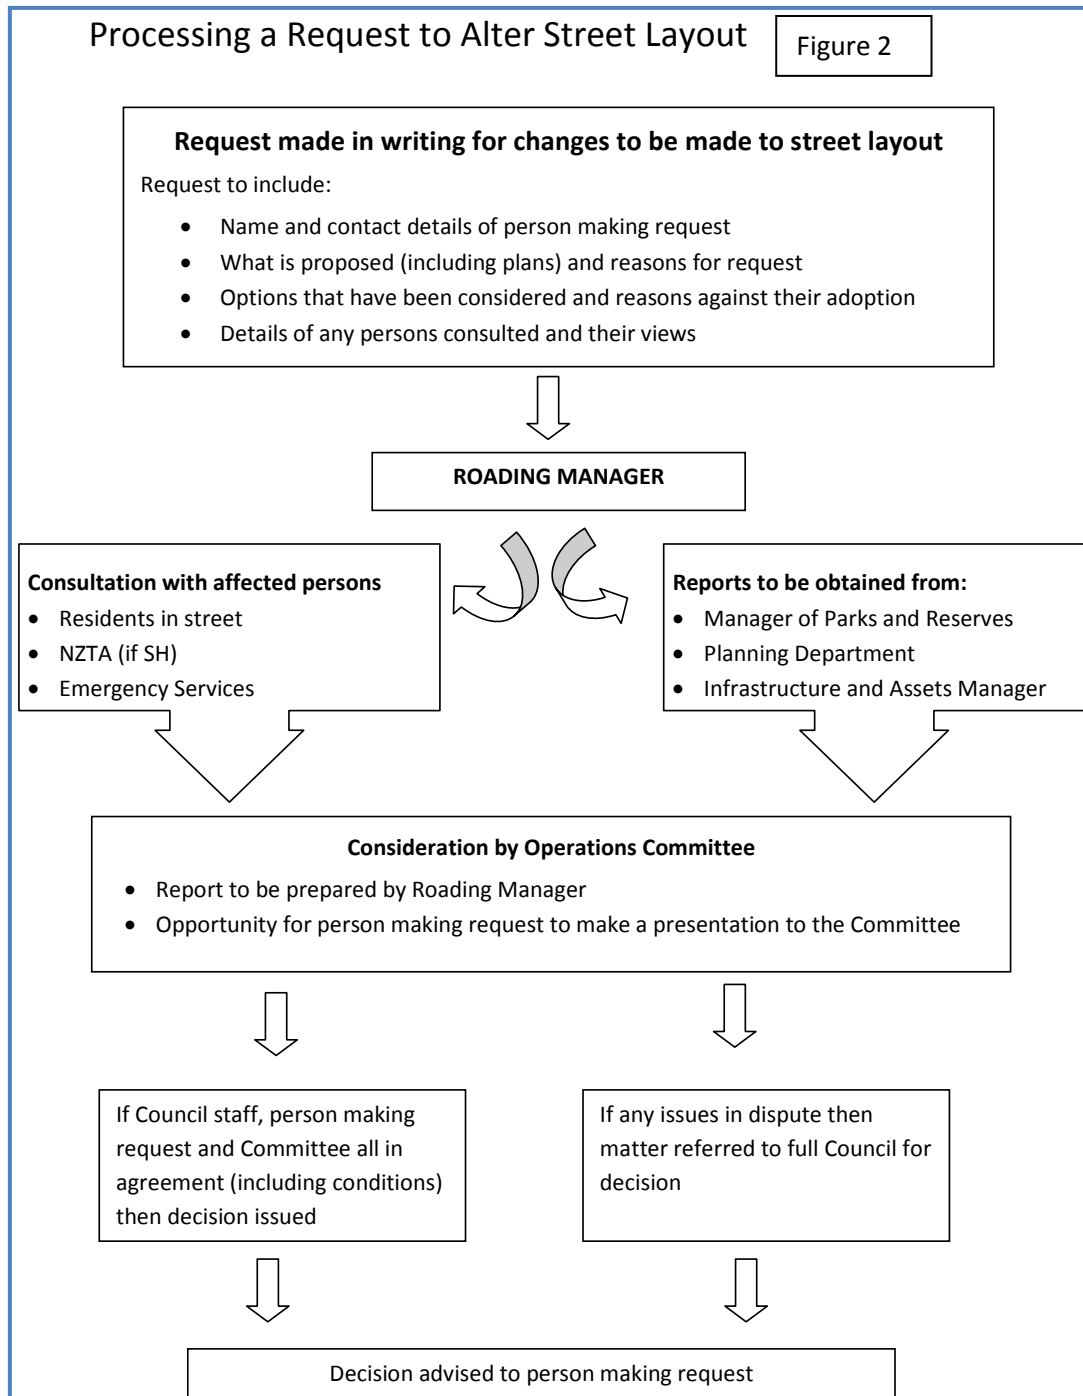 Processing a Request to Alter Street Layout
Figure 2
Request made in writing for changes to be made to street layout
Request to include:
• Name and contact details of person making request
• What is proposed (including plans) and reasons for request
• Options that have been considered and reasons against their adoption
• Details of any persons consulted and their views
ROADING MANAGER
Consultation with affected persons
• Residents in street
• NZTA (if SH)
• Emergency Services
Reports to be obtained from:
• Manager of Parks and Reserves
• Planning Department
• Infrastructure and Assets Manager
Consideration by Operations Committee
• Report to be prepared by Roading Manager
• Opportunity for person making request to make a presentation to the Committee
If Council staff, person making
request and Committee all in
agreement (including conditions)
then decision issued
If any issues in dispute then
matter referred to full Council for
decision
Decision advised to person making request